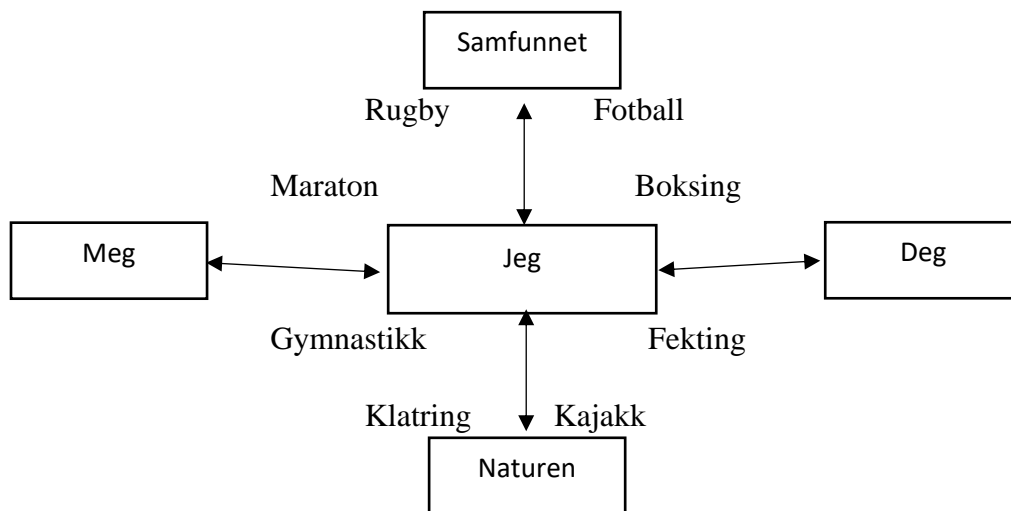 Samfunnet
Rugby Fotball
Maraton Boksing
Meg Jeg Deg
Gymnastikk Fekting
Klatring Kajakk
Naturen